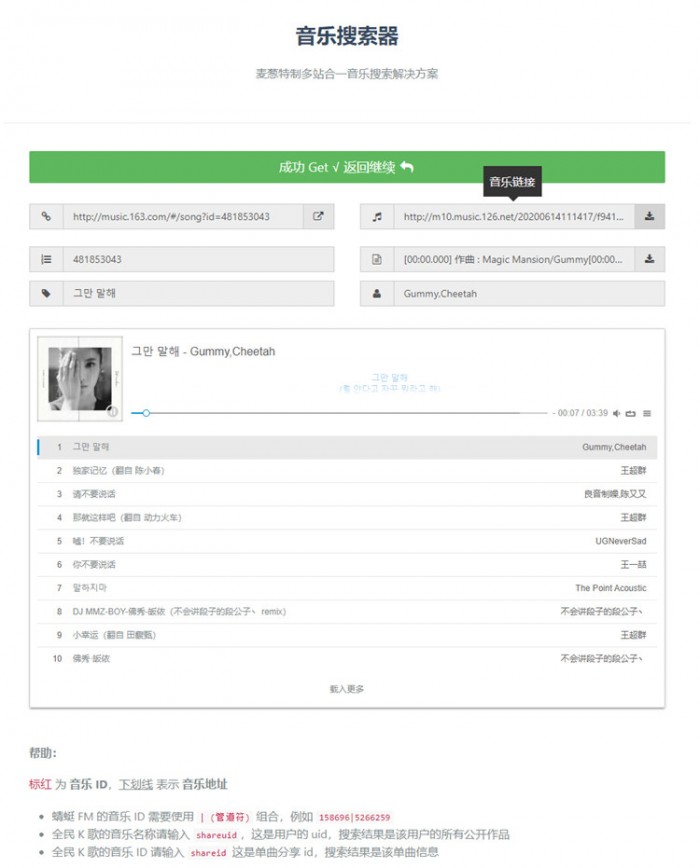 音乐搜索器
麦葱特制多站合一音乐搜索解决方案
成功 Get √ 返回继续
音乐链接
http://music.163.com/#/song?id=481853043
http://m10.music.126.net/20200614111417/f941...
481853043
[00:00.000] 作曲 : Magic Mansion/Gummy[00:00...
그만 말해
Gummy,Cheetah
그만 말해 - Gummy,Cheetah
그만 말해
- 00:07 / 03:39
1 그만 말해 Gummy,Cheetah
2 独家记忆（翻自 陈小春） 王超群
3 请不要说话 良音制噪,陈又又
4 那就这样吧（翻自 动力火车） 王超群
5 嘘！不要说话 UGNeverSad
6 你不要说话 王一喆
7 말하지마 The Point Acoustic
8 DJ MMZ-BOY-佛秀·皈依（不会讲段子的段公子丶 remix） 不会讲段子的段公子丶
9 小幸运（翻自 田馥甄） 王超群
10 佛秀·皈依 不会讲段子的段公子丶
载入更多
帮助：
标红 为 音乐 ID，下划线 表示 音乐地址
蜻蜓 FM 的音乐 ID 需要使用 | (管道符) 组合，例如 158696|5266259
全民 K 歌的音乐名称请输入 shareuid，这是用户的 uid，搜索结果是该用户的所有公开作品
全民 K 歌的音乐 ID 请输入 shareid 这是单曲分享 id，搜索结果是该单曲信息